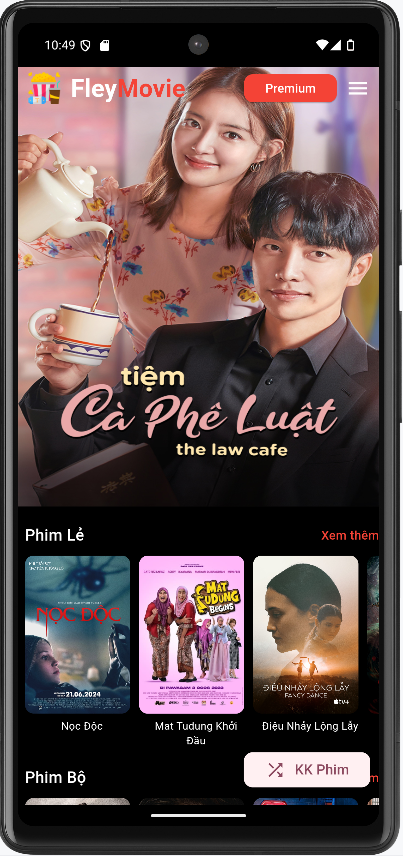 10:49
FleyMovie
Premium
tiệm
Cà Phê Luật
the law cafe
Phim Lẻ
Xem thêm
NỌC ĐỘC
21.06.2024
MAT TUDUNG BEGINS
ĐIỆU NHẢY LỘNG LẪY
FANCY DANCE
tv+
Nọc Độc
Mat Tudung Khởi
Đầu
Điệu Nhảy Lộng Lẫy
Phim Bộ
KK Phim